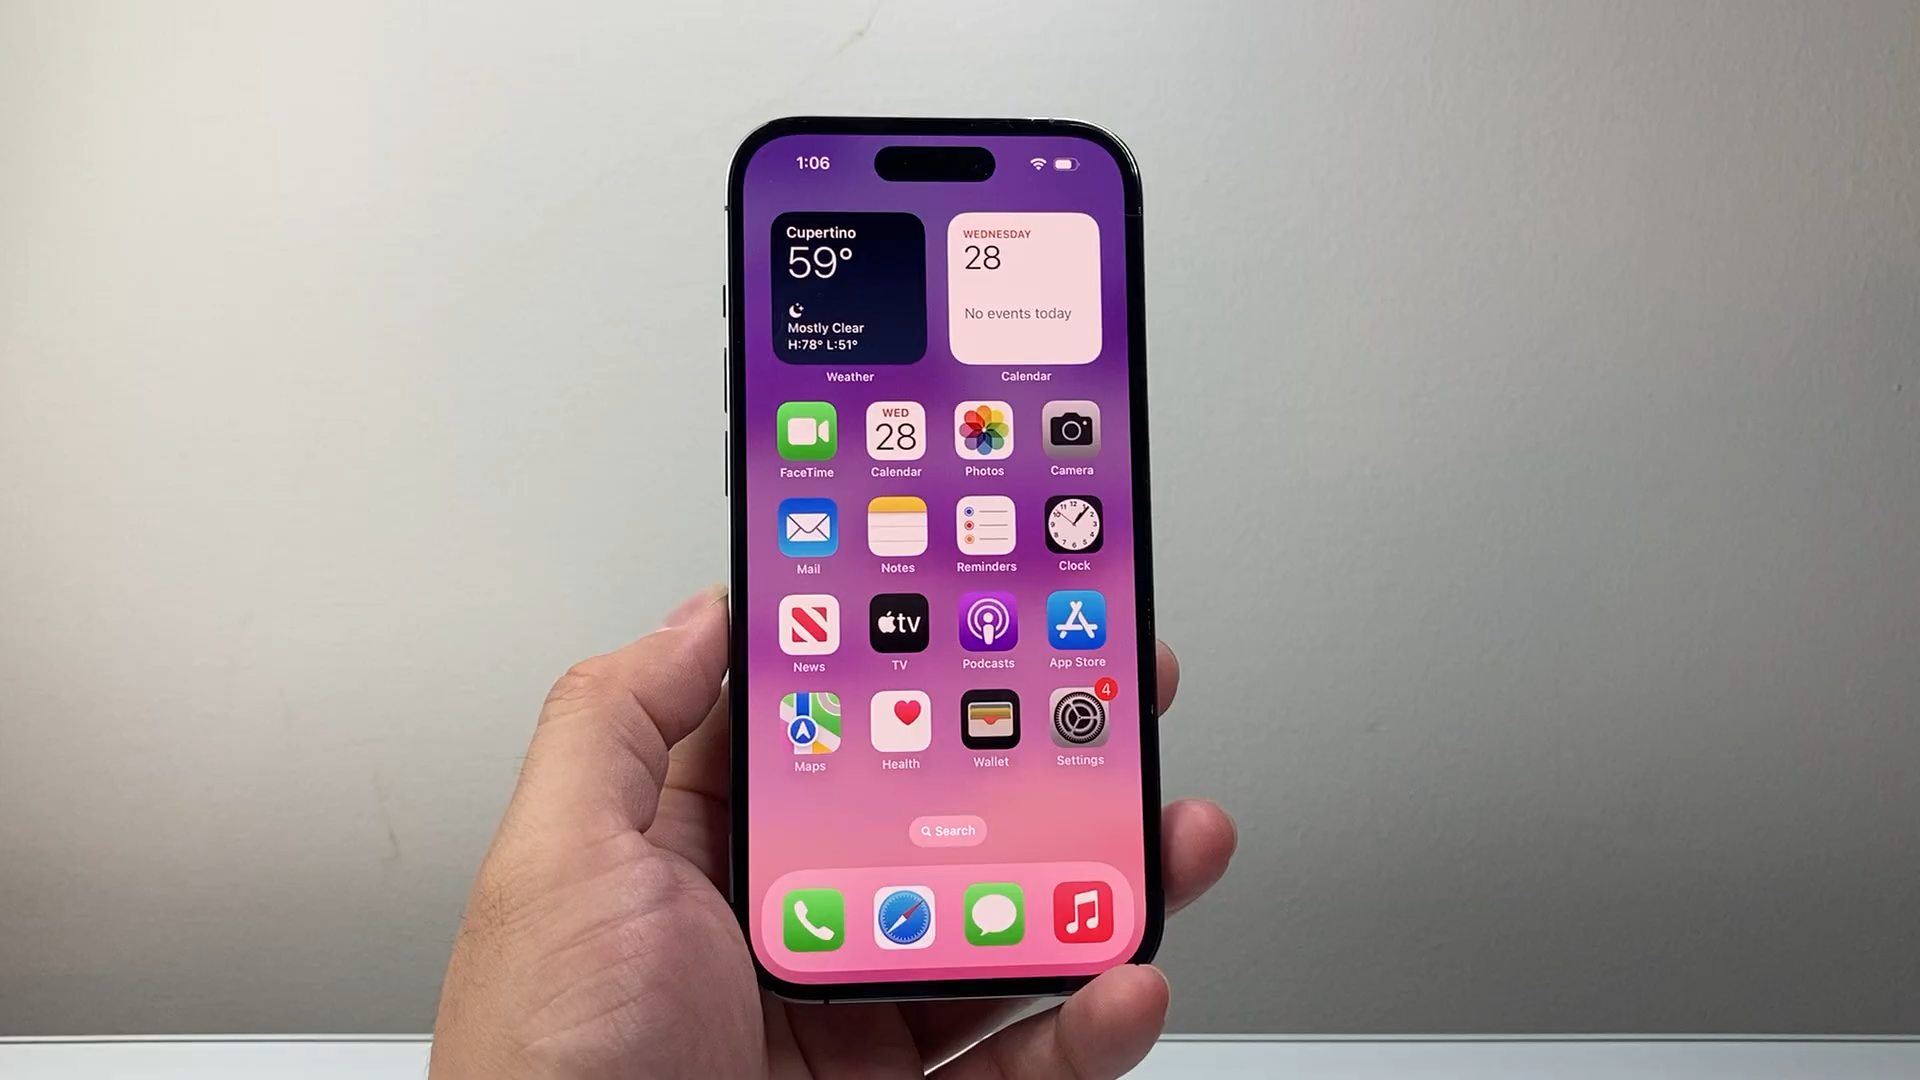 1:06
Cupertino
59°
Mostly Clear
H:78° L:51°
Weather
WEDNESDAY
28
No events today
Calendar
WED
28
FaceTime
Calendar
Photos
Camera
Mail
Notes
Reminders
Clock
tv
News
TV
Podcasts
App Store
4
Maps
Health
Wallet
Settings
Search